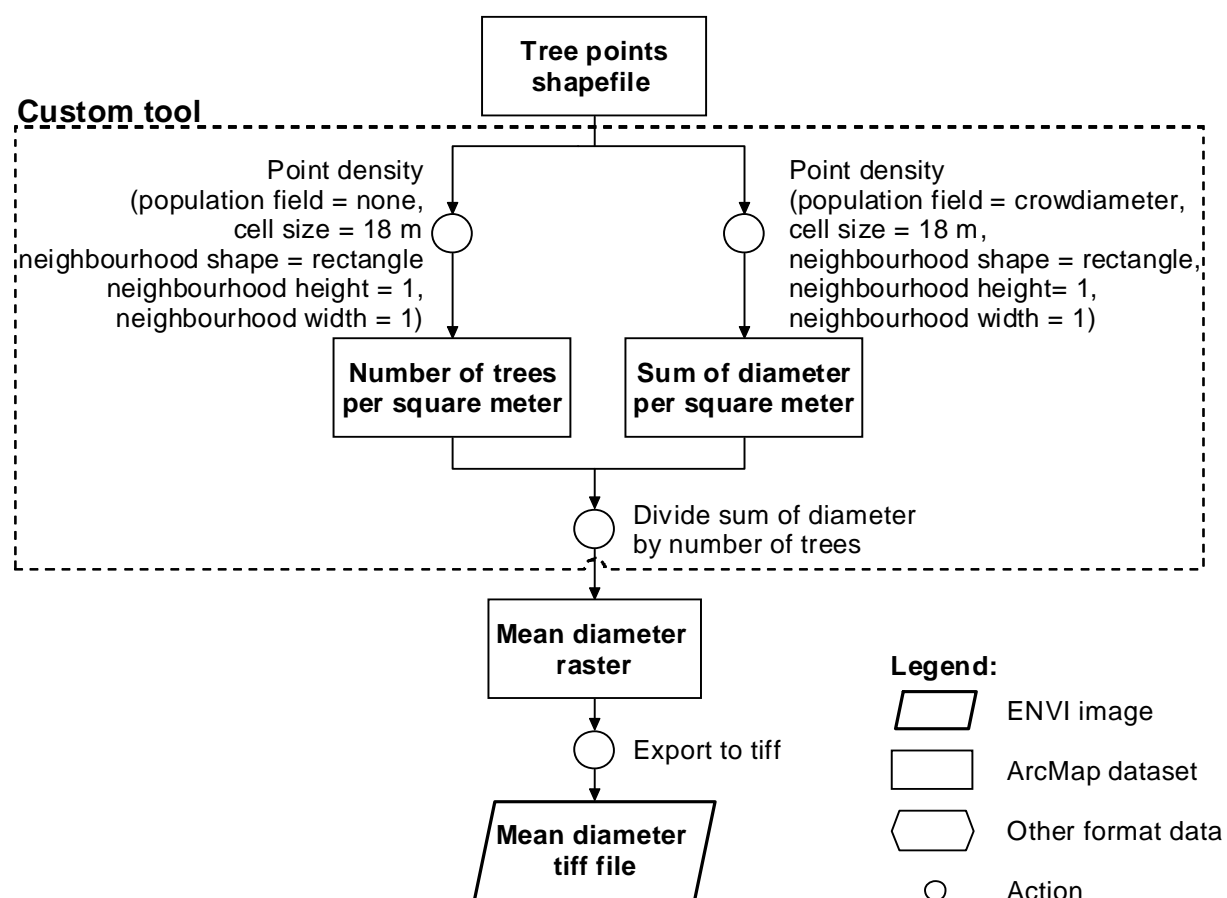 Tree points
shapefile
Custom tool
Point density
(population field = none,
cell size = 18 m
neighbourhood shape = rectangle
neighbourhood height = 1,
neighbourhood width = 1)
Point density
(population field = crowdiameter,
cell size = 18 m,
neighbourhood shape = rectangle,
neighbourhood height= 1,
neighbourhood width = 1)
Number of trees
per square meter
Sum of diameter
per square meter
Divide sum of diameter
by number of trees
Mean diameter
raster
Export to tiff
Mean diameter
tiff file
Legend:
ENVI image
ArcMap dataset
Other format data
Action